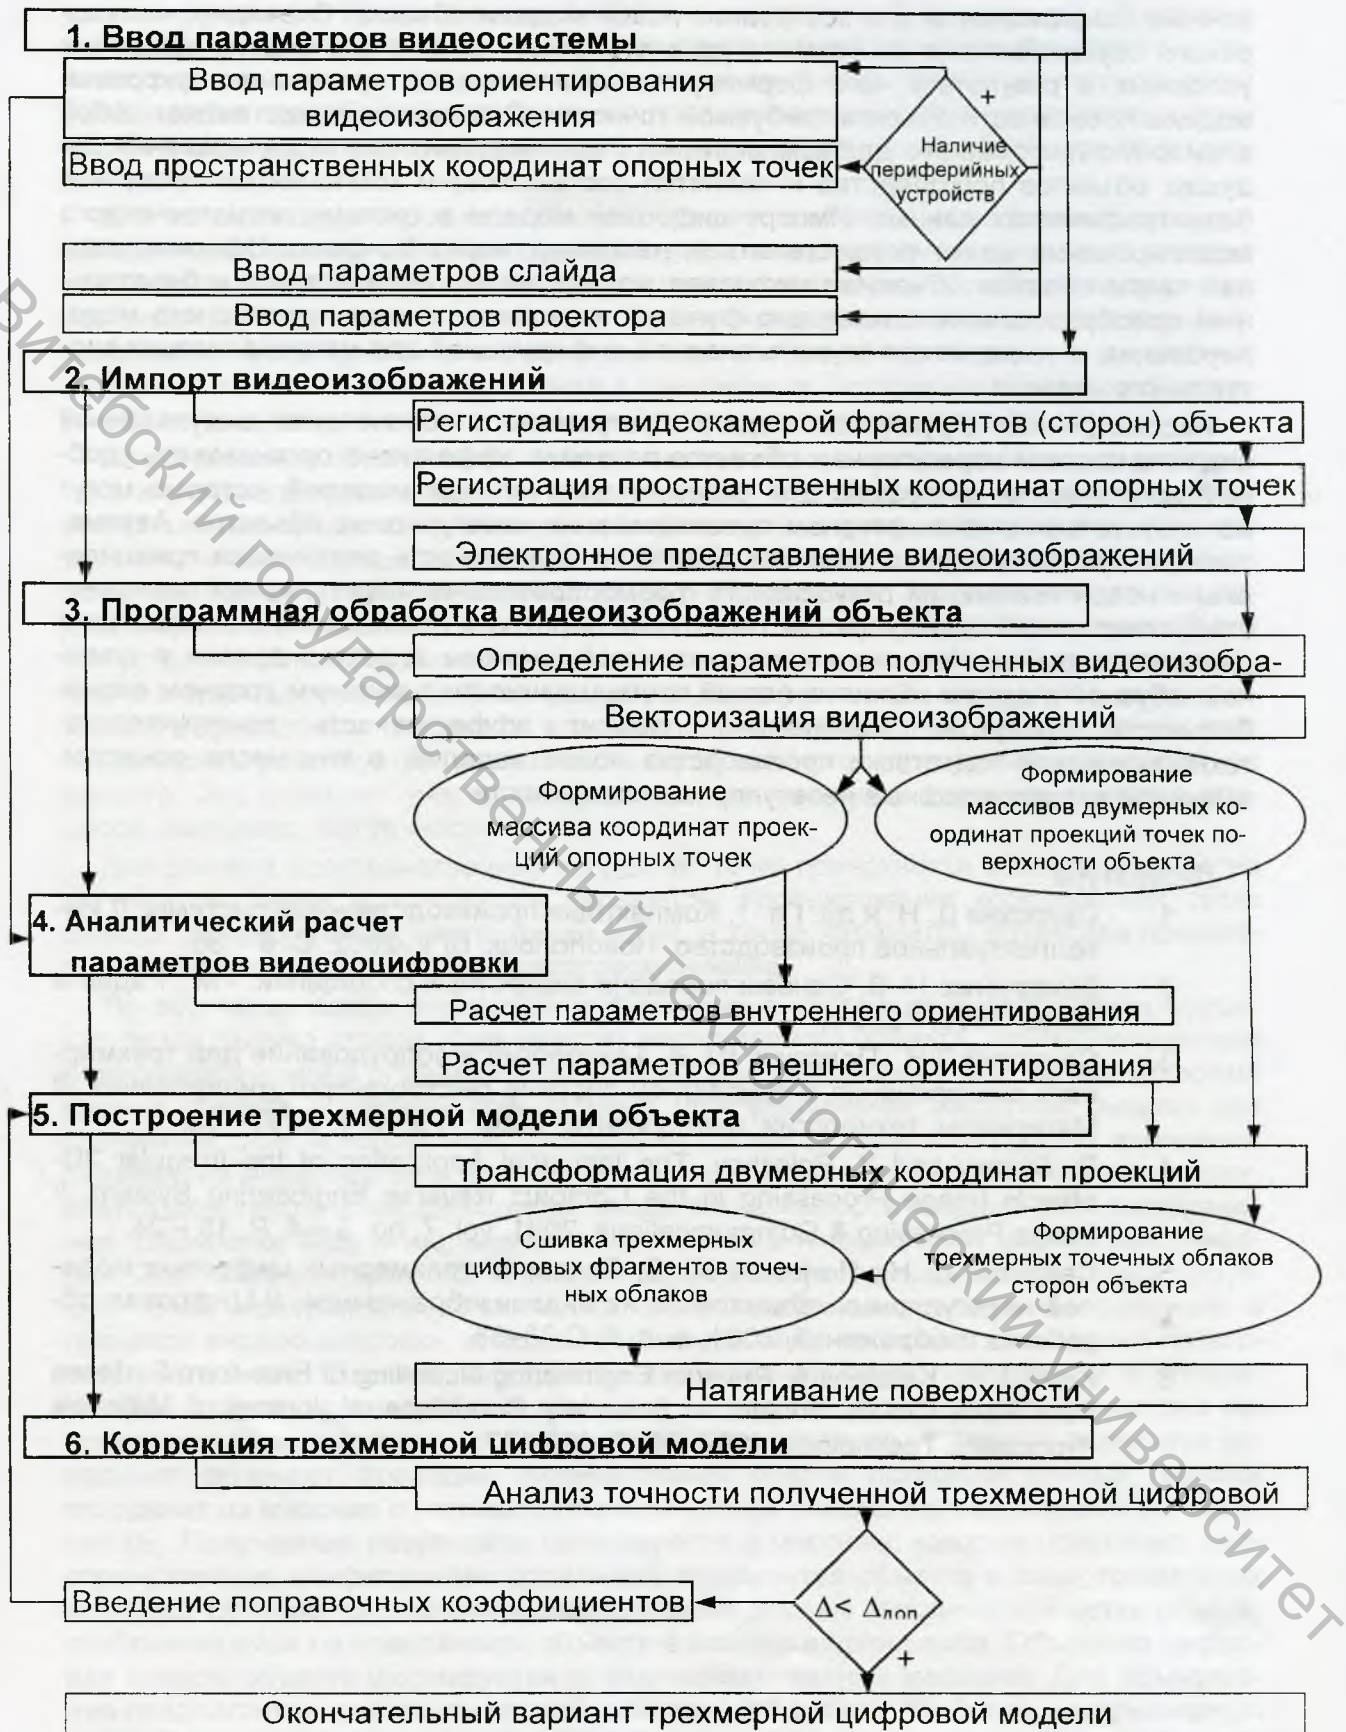 1. Ввод параметров видеосистемы
Ввод параметров ориентирования
видеоизображения
+
Наличие
периферийных
устройств
Ввод пространственных координат опорных точек
Ввод параметров слайда
Ввод параметров проектора
2. Импорт видеоизображений
Регистрация видеокамерой фрагментов (сторон) объекта
Регистрация пространственных координат опорных точек
Электронное представление видеоизображений
3. Программная обработка видеоизображений объекта
Определение параметров полученных видеоизобра-
Векторизация видеоизображений
Формирование
массива координат проек-
ций опорных точек
Формирование
массивов двумерных ко-
ординат проекций точек по-
верхности объекта
4. Аналитический расчет
параметров видеооцифровки
Расчет параметров внутреннего ориентирования
Расчет параметров внешнего ориентирования
5. Построение трехмерной модели объекта
Трансформация двумерных координат проекций
Сшивка трехмерных
цифровых фрагментов точеч-
ных облаков
Формирование
трехмерных точечных облаков
сторон объекта
Натягивание поверхности
6. Коррекция трехмерной цифровой модели
Анализ точности полученной трехмерной цифровой
Введение поправочных коэффициентов
Δ< Δдоп
+
Окончательный вариант трехмерной цифровой модели
Витебский государственный технологический университет